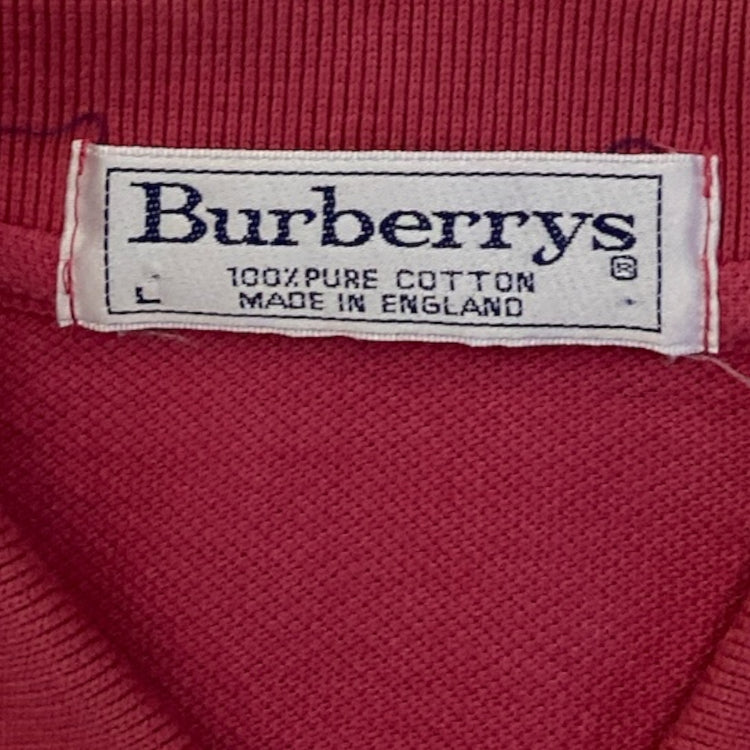 Burberrys®
100% PURE COTTON
L MADE IN ENGLAND